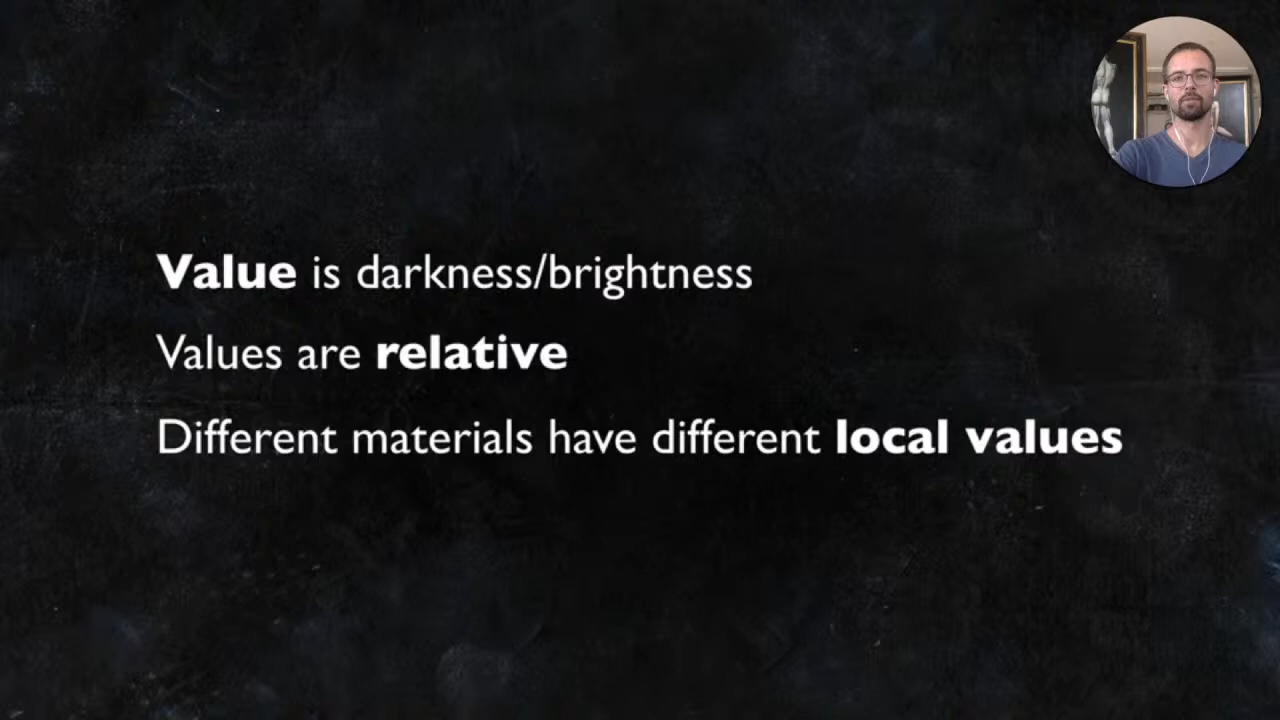 Value is darkness/brightness
Values are relative
Different materials have different local values